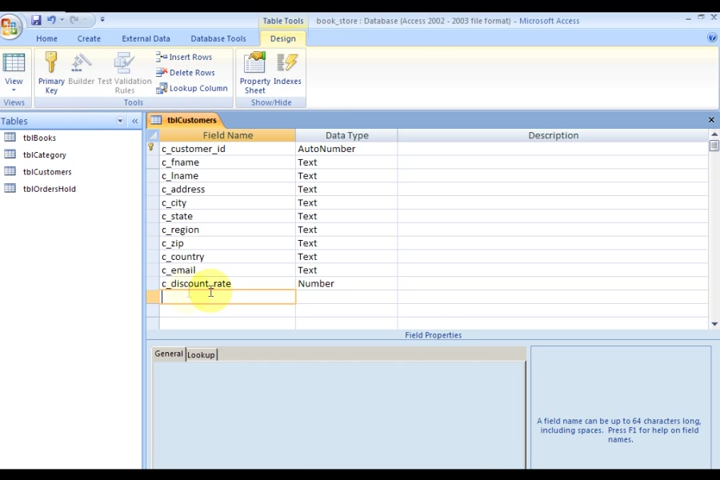 Table Tools
book_store : Database (Access 2002 - 2003 file format) - Microsoft Access
Home
Create
External Data
Database Tools
Design
View
Primary Key
Builder
Test Validation Rules
Insert Rows
Delete Rows
Lookup Column
Property Sheet
Indexes
Views
Tools
Show/Hide
Tables
tblBooks
tblCategory
tblCustomers
tblOrdersHold
tblCustomers
Field Name
Data Type
Description
c_customer_id AutoNumber
c_fname Text
c_lname Text
c_address Text
c_city Text
c_state Text
c_region Text
c_zip Text
c_country Text
c_email Text
c_discount_rate Number
Field Properties
General
Lookup
A field name can be up to 64 characters long,
including spaces. Press F1 for help on field
names.